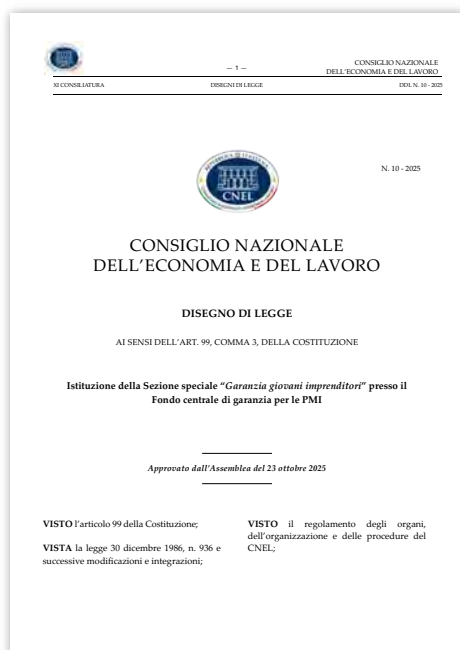 — 1 —
CONSIGLIO NAZIONALE
DELL'ECONOMIA E DEL LAVORO
XI CONSILIATURA
DISEGNI DI LEGGE
DDL N. 10 - 2025
N. 10 - 2025
CNEL
CONSIGLIO NAZIONALE
DELL'ECONOMIA E DEL LAVORO
DISEGNO DI LEGGE
AI SENSI DELL'ART. 99, COMMA 3, DELLA COSTITUZIONE
Istituzione della Sezione speciale “Garanzia giovani imprenditori” presso il
Fondo centrale di garanzia per le PMI
Approvato dall'Assemblea del 23 ottobre 2025
VISTO l'articolo 99 della Costituzione;
VISTA la legge 30 dicembre 1986, n. 936 e
successive modificazioni e integrazioni;
VISTO il regolamento degli organi,
dell'organizzazione e delle procedure del
CNEL;